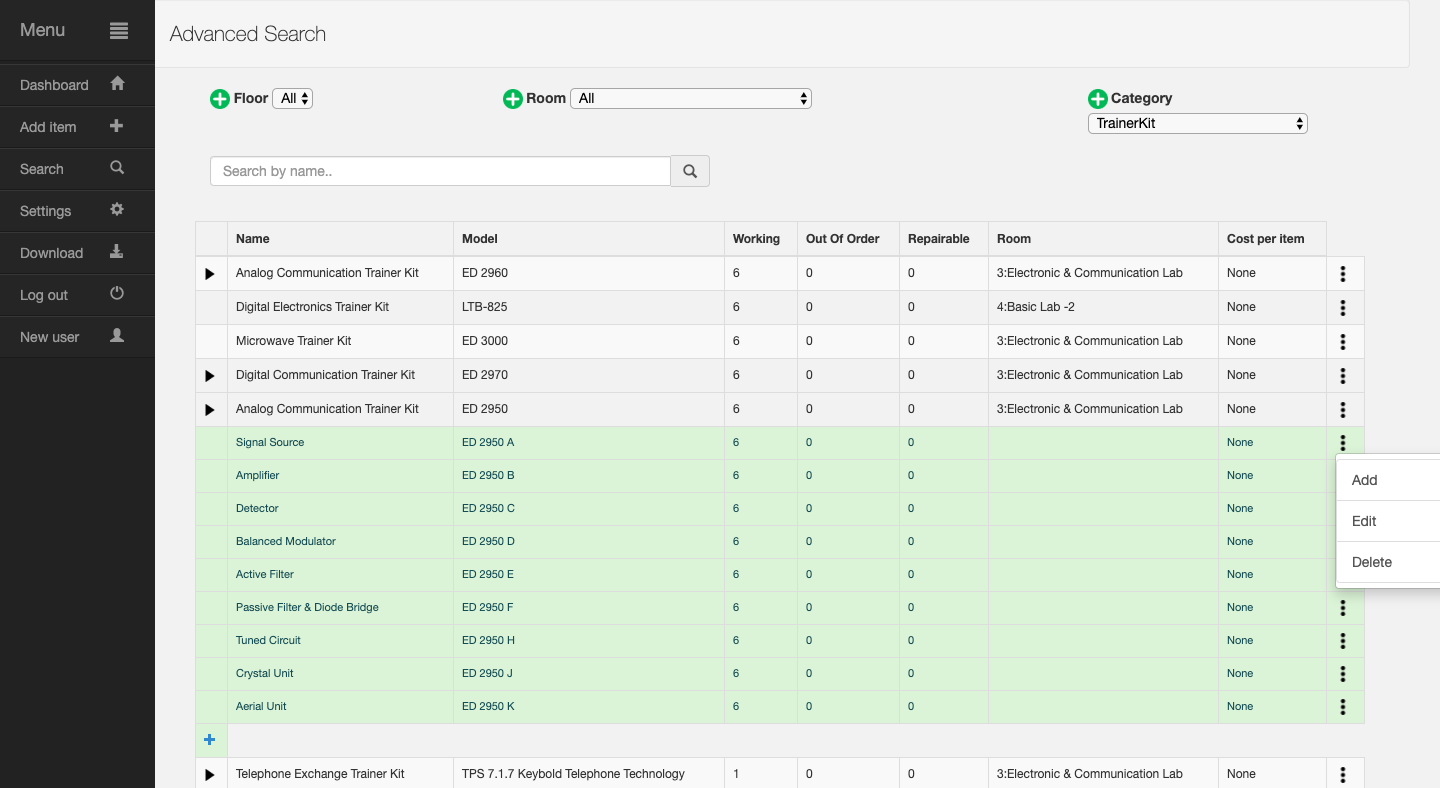 Menu
Advanced Search
Dashboard
Add item
Search
Settings
Download
Log out
New user
Floor All
Room All
Category
TrainerKit
Search by name..
Name Model Working Out Of Order Repairable Room Cost per item
Analog Communication Trainer Kit ED 2960 6 0 0 3:Electronic & Communication Lab None
Digital Electronics Trainer Kit LTB-825 6 0 0 4:Basic Lab -2 None
Microwave Trainer Kit ED 3000 6 0 0 3:Electronic & Communication Lab None
Digital Communication Trainer Kit ED 2970 6 0 0 3:Electronic & Communication Lab None
Analog Communication Trainer Kit ED 2950 6 0 0 3:Electronic & Communication Lab None
Signal Source ED 2950 A 6 0 0 None
Amplifier ED 2950 B 6 0 0 None
Detector ED 2950 C 6 0 0 None
Balanced Modulator ED 2950 D 6 0 0 None
Active Filter ED 2950 E 6 0 0 None
Passive Filter & Diode Bridge ED 2950 F 6 0 0 None
Tuned Circuit ED 2950 H 6 0 0 None
Crystal Unit ED 2950 J 6 0 0 None
Aerial Unit ED 2950 K 6 0 0 None
Telephone Exchange Trainer Kit TPS 7.1.7 Keybold Telephone Technology 1 0 0 3:Electronic & Communication Lab None
Add
Edit
Delete